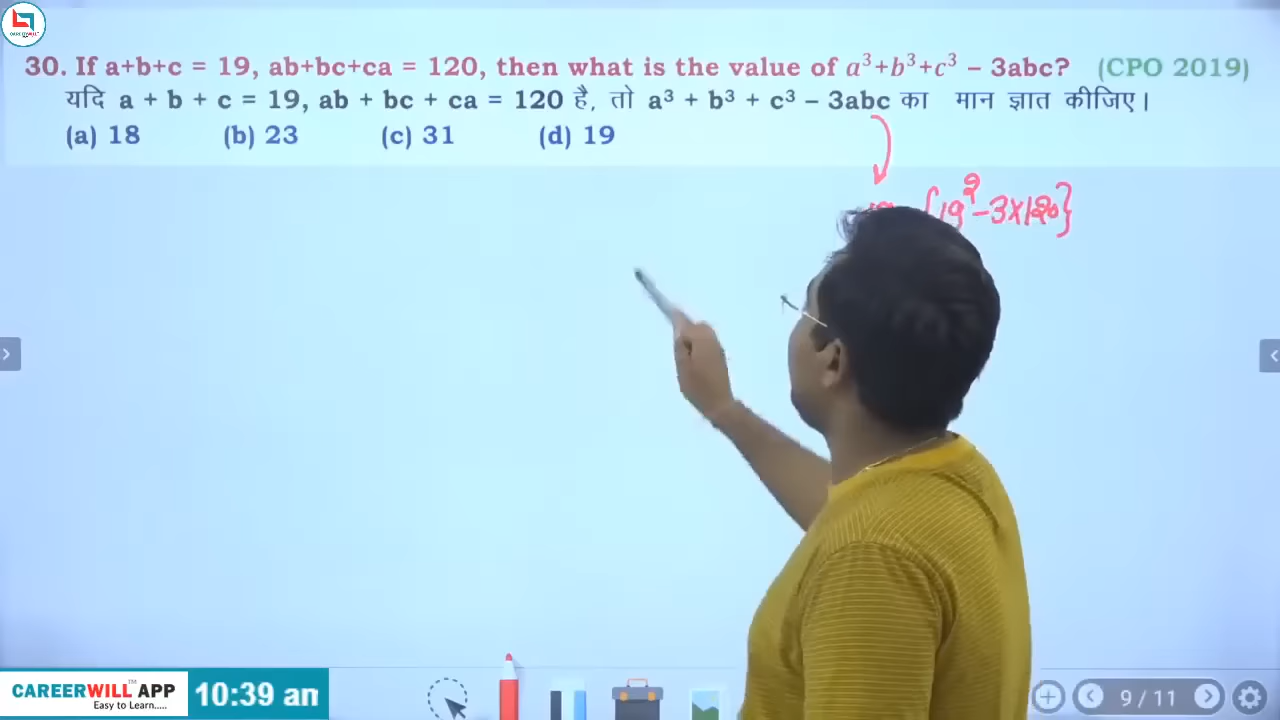 CAREERWILL
30. If a+b+c = 19, ab+bc+ca = 120, then what is the value of a³+b³+c³ – 3abc? (CPO 2019)
यदि a + b + c = 19, ab + bc + ca = 120 है, तो a³ + b³ + c³ – 3abc का मान ज्ञात कीजिए।
(a) 18 (b) 23 (c) 31 (d) 19
{19² – 3×120}
CAREERWILL™ APP
Easy to Learn.....
10:39 an
9 / 11